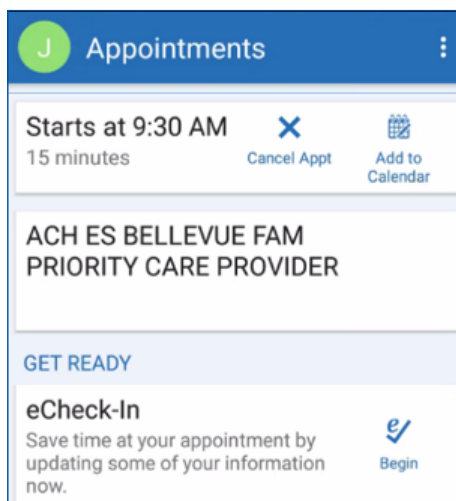 J
Appointments
Starts at 9:30 AM
15 minutes
Cancel Appt
Add to
Calendar
ACH ES BELLEVUE FAM
PRIORITY CARE PROVIDER
GET READY
eCheck-In
Save time at your appointment by
updating some of your information
now.
e
Begin